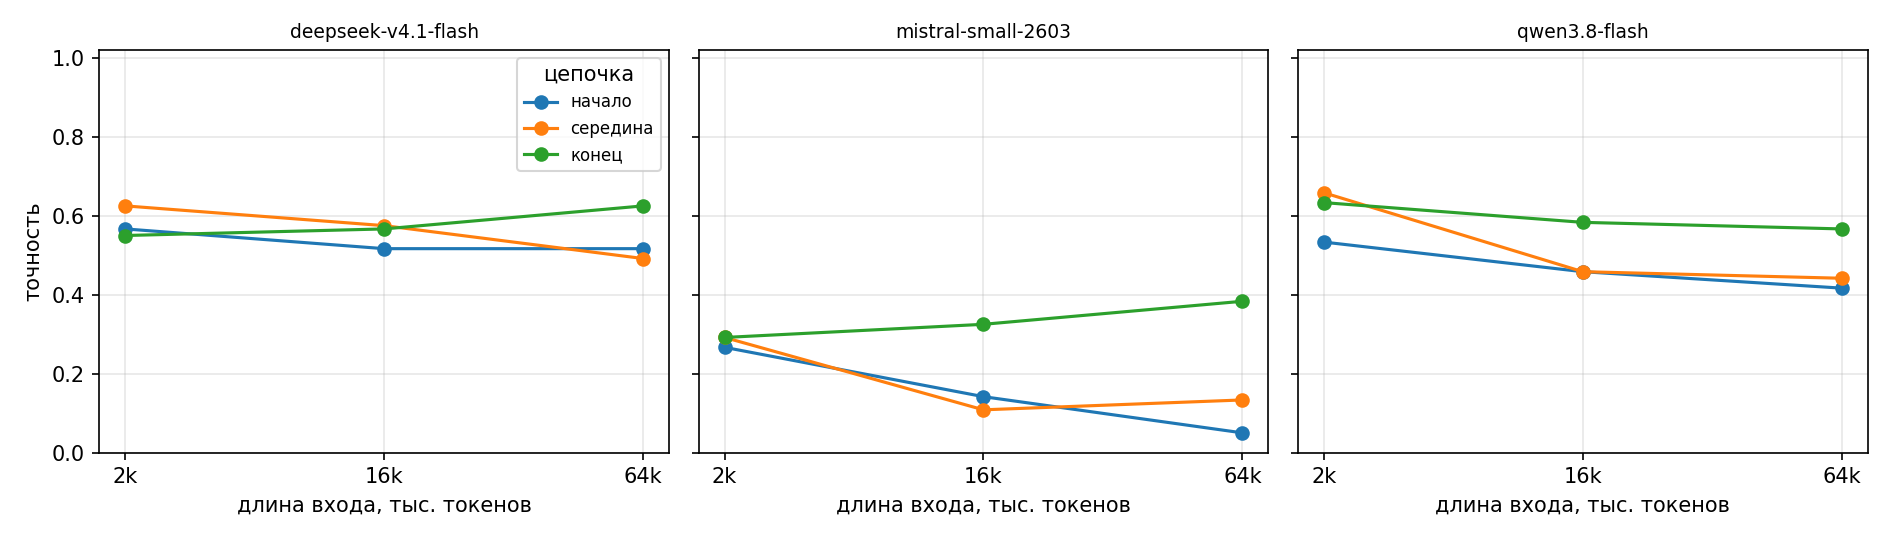 deepseek-v4.1-flash
mistral-small-2603
qwen3.8-flash
точность
1.0
0.8
0.6
0.4
0.2
0.0
цепочка
начало
середина
конец
2k 16k 64k
2k 16k 64k
2k 16k 64k
длина входа, тыс. токенов
длина входа, тыс. токенов
длина входа, тыс. токенов